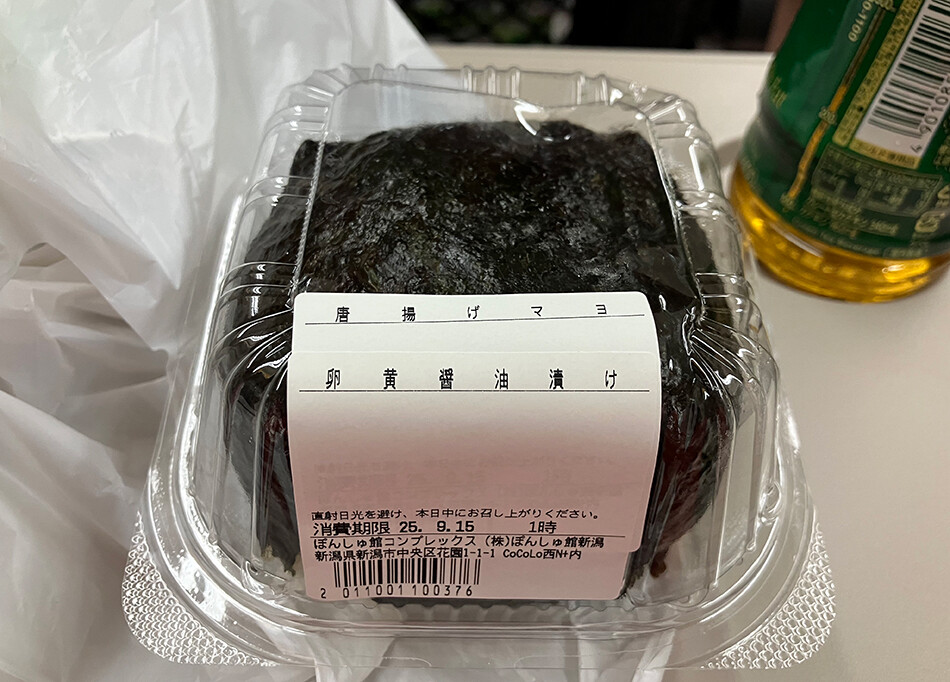 唐揚げマヨ
卵黄醤油漬け
直射日光を避け、本日中にお召し上がりください。
消費期限 25. 9.15 1時
ぽんしゅ館コンプレックス (株)ぽんしゅ館新潟
新潟県新潟市中央区花園1-1-1 CoCoLo西N+内
2 011001 100376